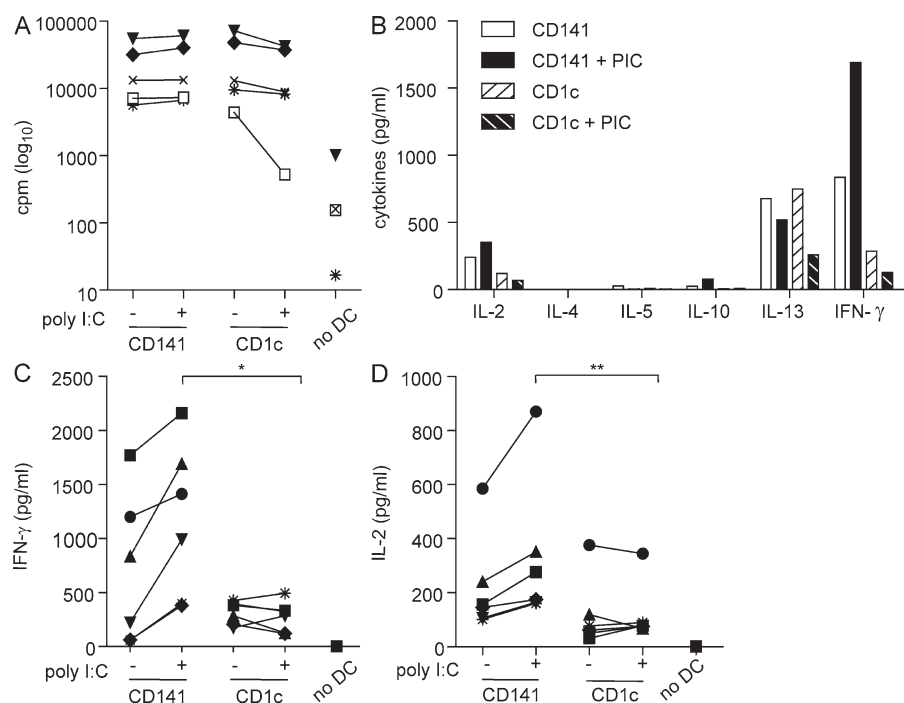 A
cpm (log10)
100000
10000
1000
100
10
poly I:C - + - + no DC
CD141 CD1c
B
cytokines (pg/ml)
2000
1500
1000
500
0
CD141
CD141 + PIC
CD1c
CD1c + PIC
IL-2 IL-4 IL-5 IL-10 IL-13 IFN- γ
C
IFN-γ (pg/ml)
2500
2000
1500
1000
500
0
*
poly I:C - + - + no DC
CD141 CD1c
D
IL-2 (pg/ml)
1000
800
600
400
200
0
**
poly I:C - + - + no DC
CD141 CD1c